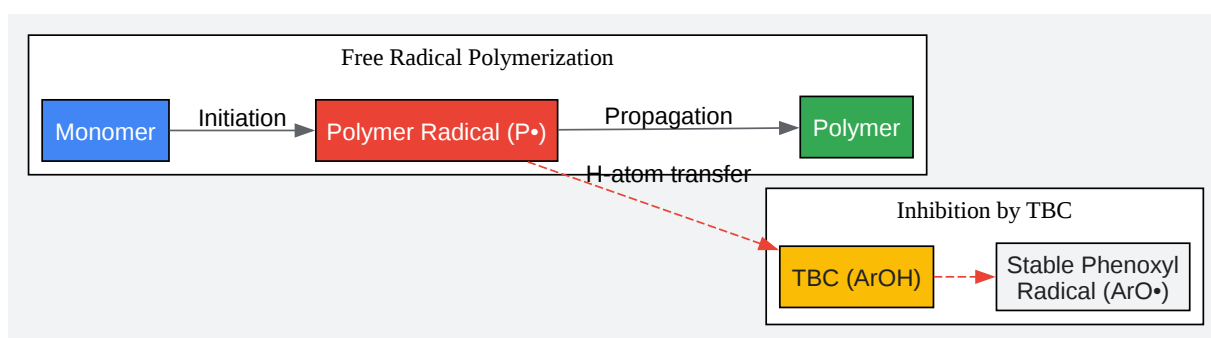 Free Radical Polymerization
Monomer
Initiation
Polymer Radical (P•)
Propagation
Polymer
H-atom transfer
Inhibition by TBC
TBC (ArOH)
Stable Phenoxyl
Radical (ArO•)